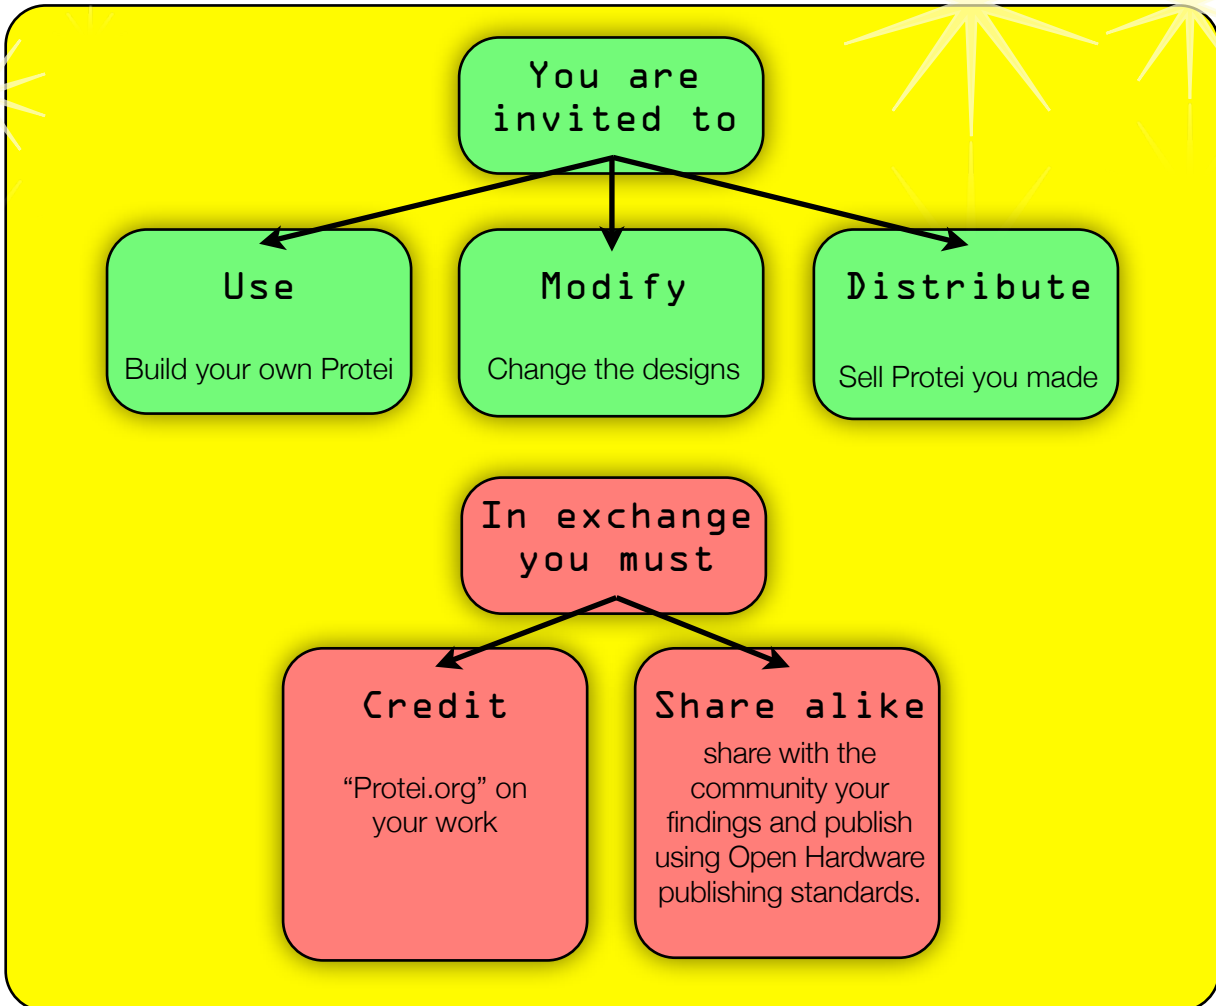 You are
invited to
Use
Build your own Protei
Modify
Change the designs
Distribute
Sell Protei you made
In exchange
you must
Credit
“Protei.org” on
your work
Share alike
share with the
community your
findings and publish
using Open Hardware
publishing standards.